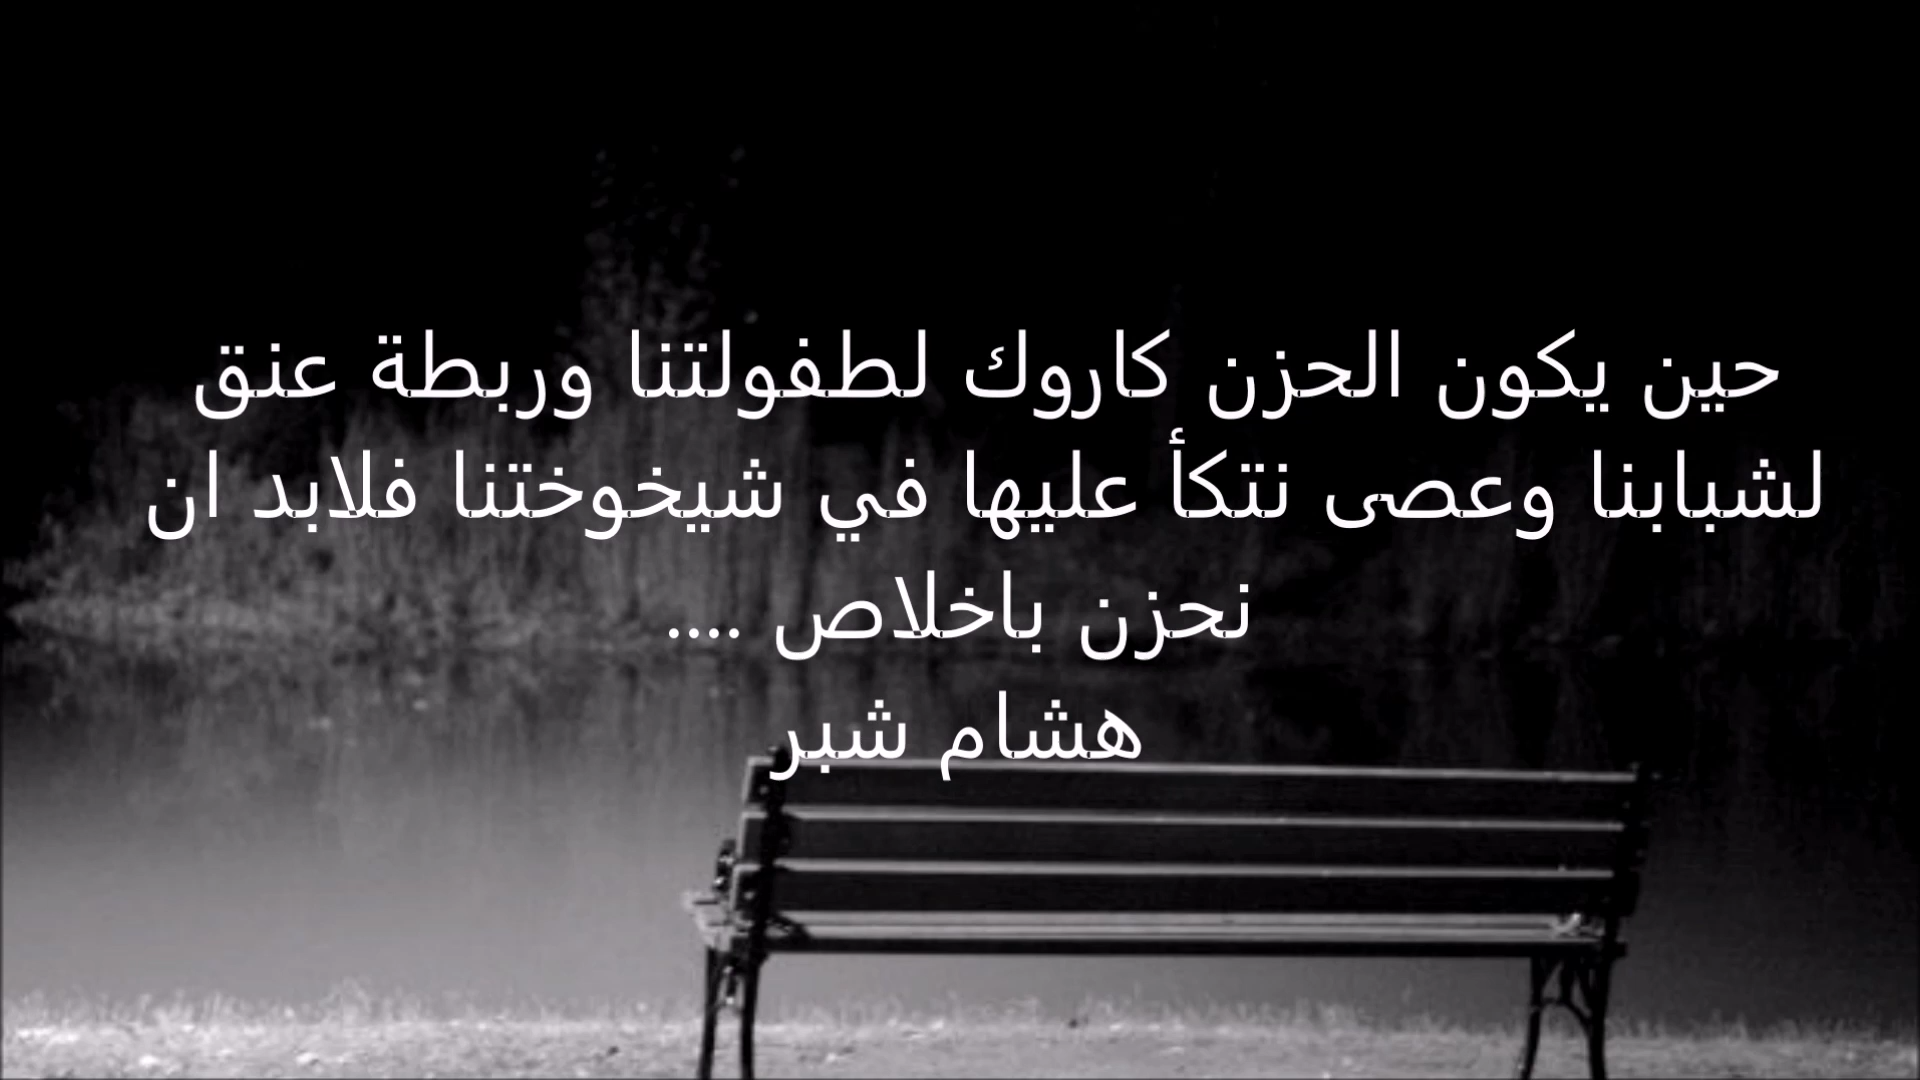 حين يكون الحزن كاروك لطفولتنا وربطة عنق
لشبابنا وعصى نتكأ عليها في شيخوختنا فلابد ان
نحزن باخلاص ....
هشام شبر